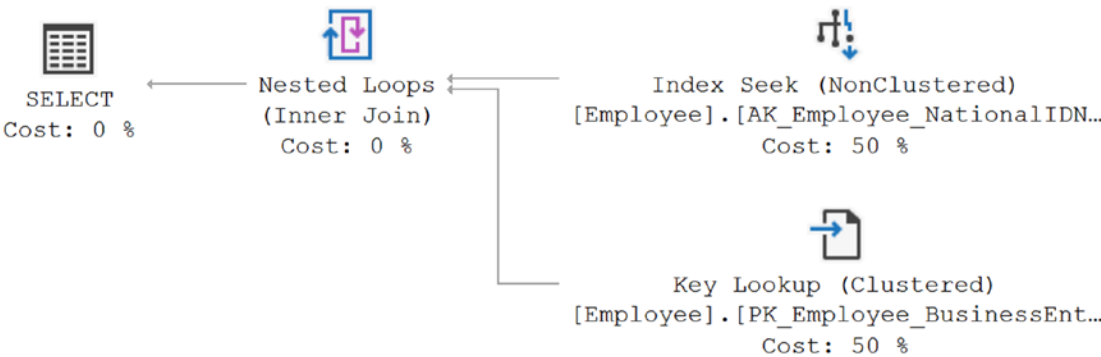 SELECT
Cost: 0 %
Nested Loops
(Inner Join)
Cost: 0 %
Index Seek (NonClustered)
[Employee].[AK_Employee_NationalIDN…
Cost: 50 %
Key Lookup (Clustered)
[Employee].[PK_Employee_BusinessEnt…
Cost: 50 %